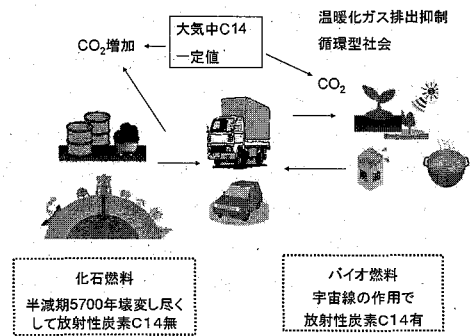 大気中C14
一定値
温暖化ガス排出抑制
循環型社会
CO2増加
CO2
化石燃料
半減期5700年壊変し尽く
して放射性炭素C14無
バイオ燃料
宇宙線の作用で
放射性炭素C14有